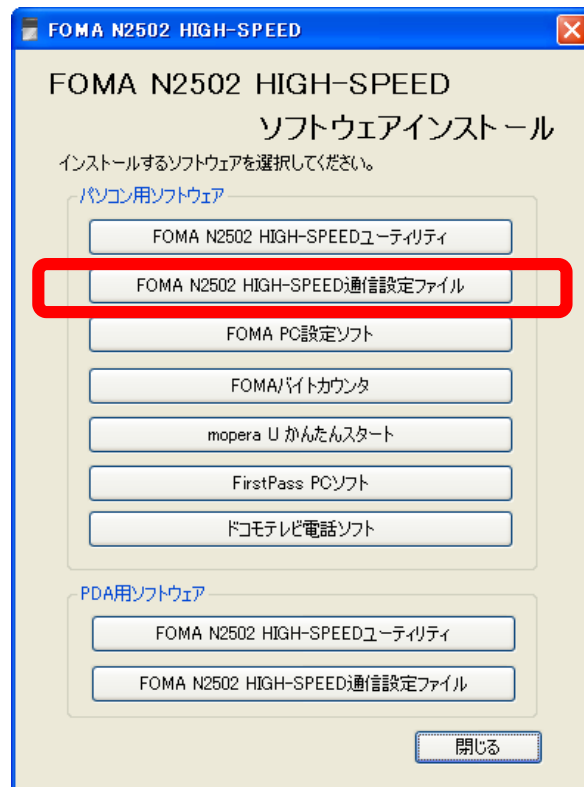 FOMA N2502 HIGH-SPEED
FOMA N2502 HIGH-SPEED
ソフトウェアインストール
インストールするソフトウェアを選択してください。
パソコン用ソフトウェア
FOMA N2502 HIGH-SPEEDユーティリティ
FOMA N2502 HIGH-SPEED通信設定ファイル
FOMA PC設定ソフト
FOMAバイトカウンタ
mopera U かんたんスタート
FirstPass PCソフト
ドコモテレビ電話ソフト
PDA用ソフトウェア
FOMA N2502 HIGH-SPEEDユーティリティ
FOMA N2502 HIGH-SPEED通信設定ファイル
閉じる